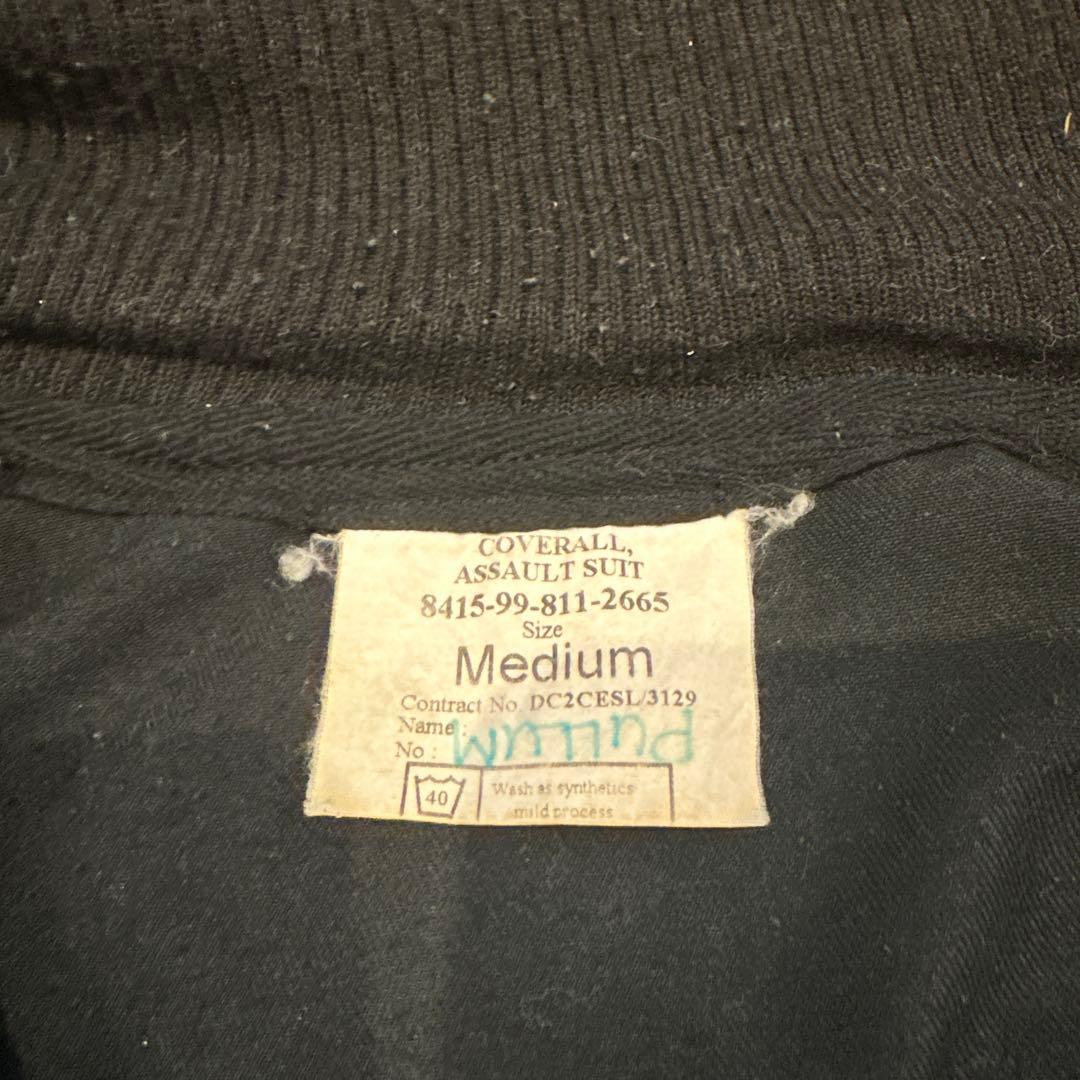 COVERALL,
ASSAULT SUIT
8415-99-811-2665
Size
Medium
Contract No. DC2CESL/3129
Name :
No :
PULLUM
40
Wash as synthetics
mild process